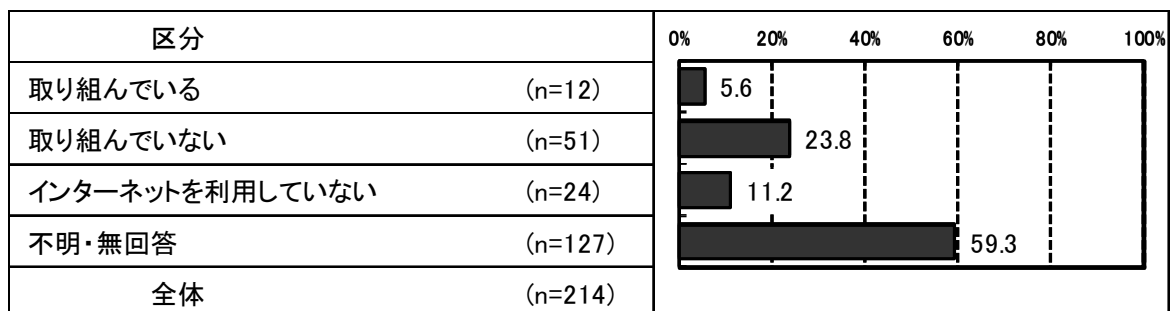 区分 0% 20% 40% 60% 80% 100%
取り組んでいる (n=12) 5.6
取り組んでいない (n=51) 23.8
インターネットを利用していない (n=24) 11.2
不明・無回答 (n=127) 59.3
全体 (n=214)